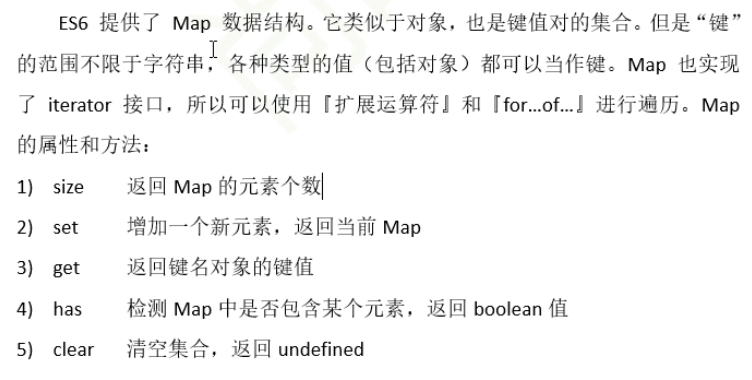 ES6 提供了 Map 数据结构。它类似于对象，也是键值对的集合。但是“键”
的范围不限于字符串，各种类型的值（包括对象）都可以当作键。Map 也实现
了 iterator 接口，所以可以使用『扩展运算符』和『for…of…』进行遍历。Map
的属性和方法：
1) size 返回 Map 的元素个数
2) set 增加一个新元素，返回当前 Map
3) get 返回键名对象的键值
4) has 检测 Map 中是否包含某个元素，返回 boolean 值
5) clear 清空集合，返回 undefined